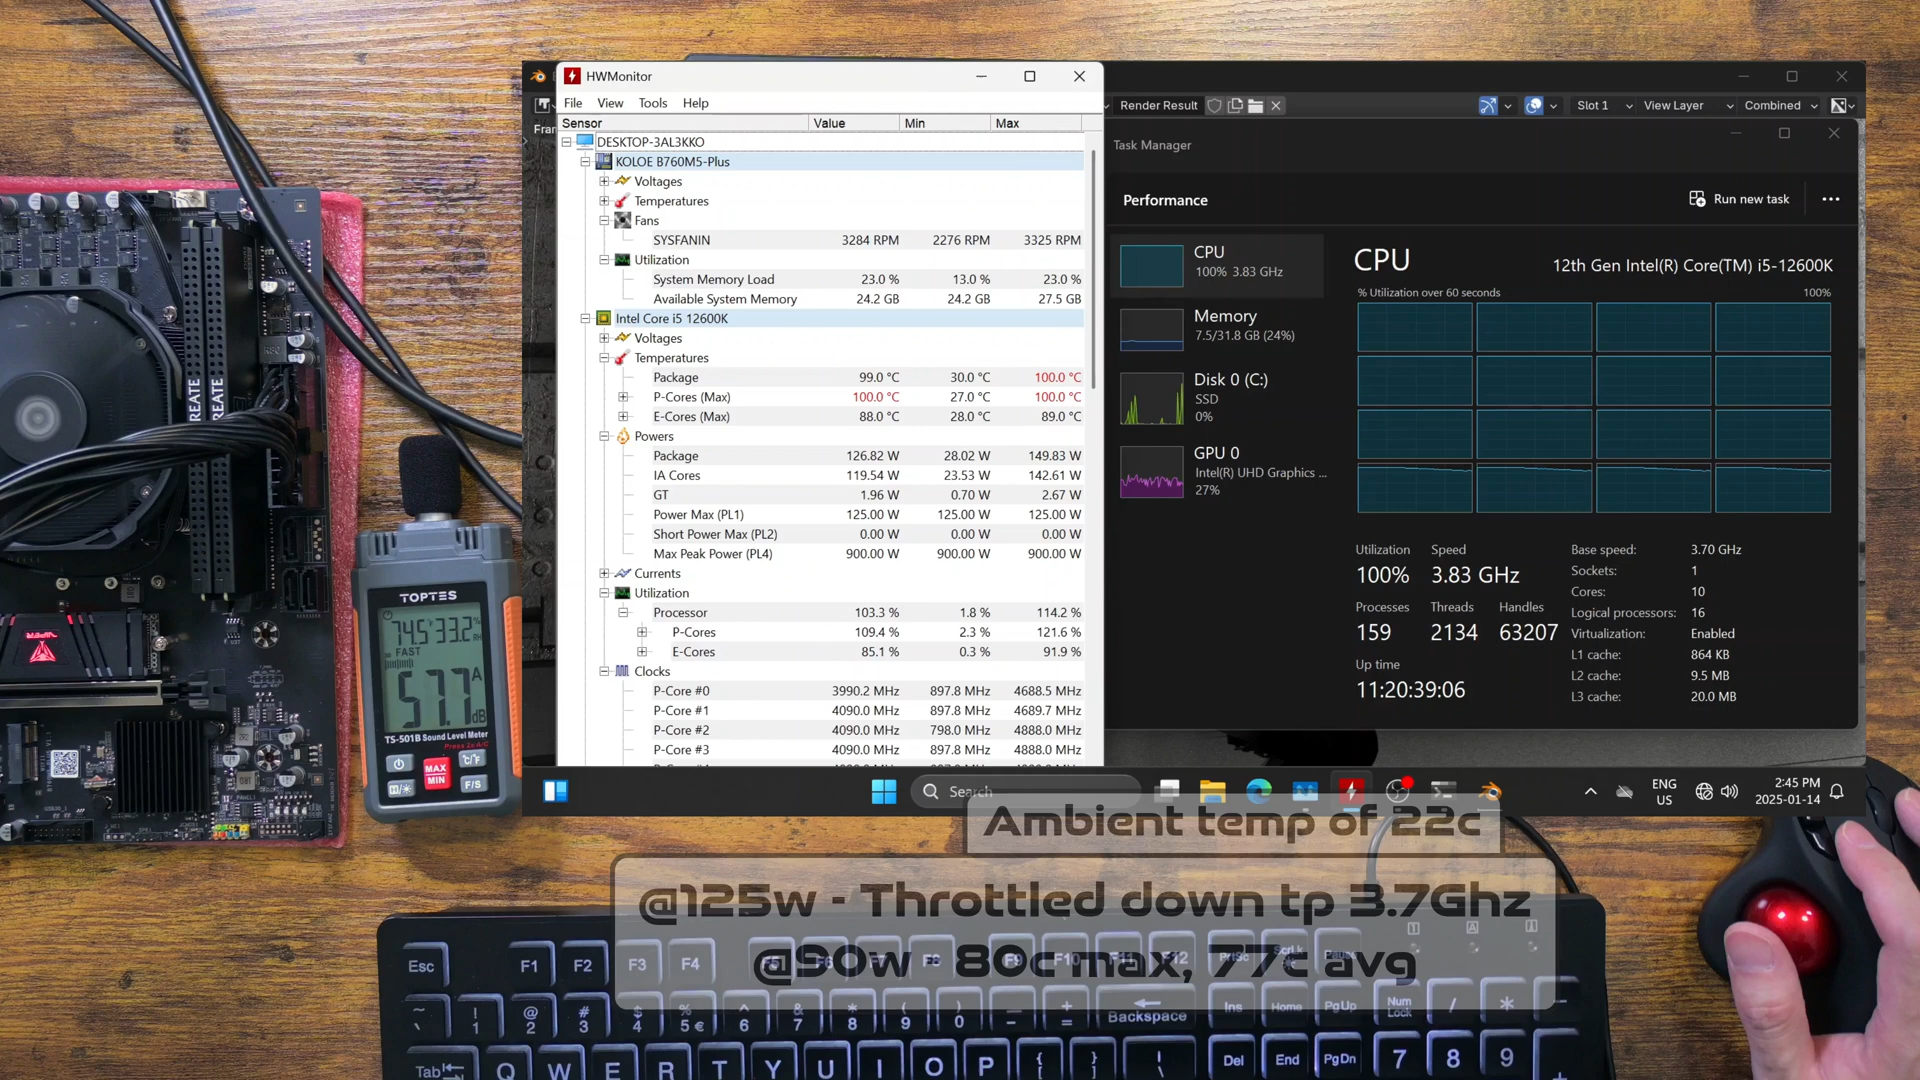 HWMonitor
File View Tools Help
Sensor Value Min Max
DESKTOP-3AL3KKO
KOLOE B760M5-Plus
Voltages
Temperatures
Fans
SYSFANIN 3284 RPM 2276 RPM 3325 RPM
Utilization
System Memory Load 23.0 % 13.0 % 23.0 %
Available System Memory 24.2 GB 24.2 GB 27.5 GB
Intel Core i5 12600K
Voltages
Temperatures
Package 99.0 °C 30.0 °C 100.0 °C
P-Cores (Max) 100.0 °C 27.0 °C 100.0 °C
E-Cores (Max) 88.0 °C 28.0 °C 89.0 °C
Powers
Package 126.82 W 28.02 W 149.83 W
IA Cores 119.54 W 23.53 W 142.61 W
GT 1.96 W 0.70 W 2.67 W
Power Max (PL1) 125.00 W 125.00 W 125.00 W
Short Power Max (PL2) 0.00 W 0.00 W 0.00 W
Max Peak Power (PL4) 900.00 W 900.00 W 900.00 W
Currents
Utilization
Processor 103.3 % 1.8 % 114.2 %
P-Cores 109.4 % 2.3 % 121.6 %
E-Cores 85.1 % 0.3 % 91.9 %
Clocks
P-Core #0 3990.2 MHz 897.8 MHz 4688.5 MHz
P-Core #1 4090.0 MHz 897.8 MHz 4689.7 MHz
P-Core #2 4090.0 MHz 798.0 MHz 4888.0 MHz
P-Core #3 4090.0 MHz 897.8 MHz 4888.0 MHz
Render Result Slot 1 View Layer Combined
Task Manager
Performance Run new task
CPU
100% 3.83 GHz
Memory
7.5/31.8 GB (24%)
Disk 0 (C:)
SSD
0%
GPU 0
Intel(R) UHD Graphics ...
27%
CPU 12th Gen Intel(R) Core(TM) i5-12600K
% Utilization over 60 seconds 100%
Utilization Speed
100% 3.83 GHz
Processes Threads Handles
159 2134 63207
Up time
11:20:39:06
Base speed: 3.70 GHz
Sockets: 1
Cores: 10
Logical processors: 16
Virtualization: Enabled
L1 cache: 864 KB
L2 cache: 9.5 MB
L3 cache: 20.0 MB
Search
ENG
US
2:45 PM
2025-01-14
TOPTES
74.5 33.2
FAST
57.7 A
dB
TS-501B Sound Level Meter
MAX
MIN
°C/°F
F/S
Ambient temp of 22c
@125w - Throttled down tp 3.7Ghz
@90w 80c max, 77c avg
Esc F1 F2 F3 F4
Backspace Ins Home PgUp Num Lock / *
Tab Q W E R T Y U I O P Del End PgDn 7 8 9